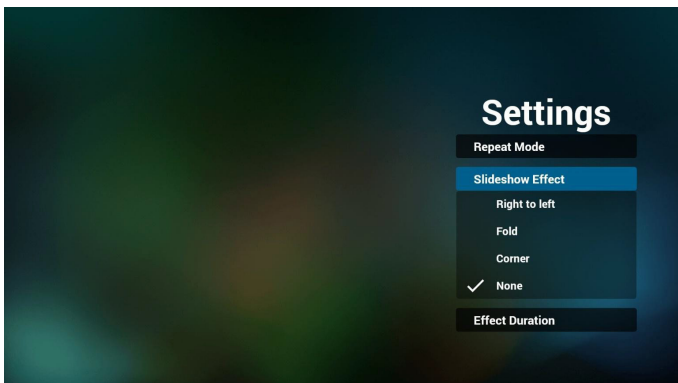 Settings
Repeat Mode
Slideshow Effect
Right to left
Fold
Corner
None
Effect Duration